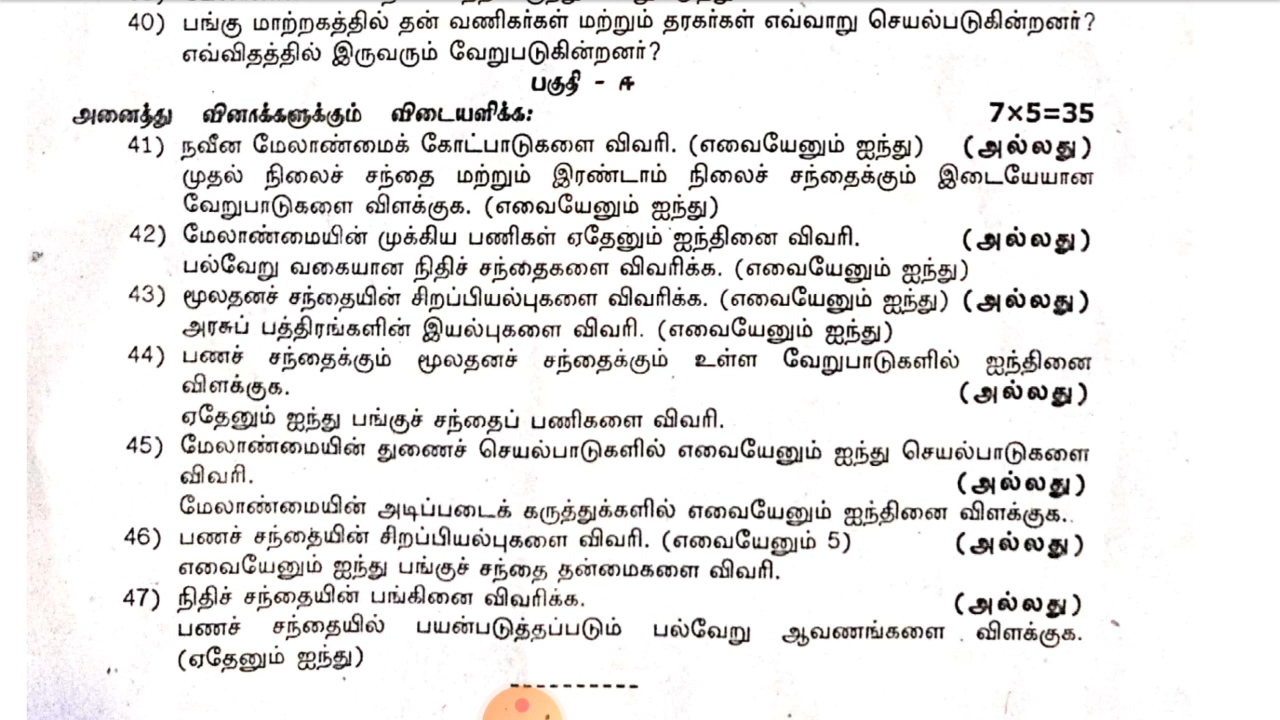 40) பங்கு மாற்றகத்தில் தன் வணிகர்கள் மற்றும் தரகர்கள் எவ்வாறு செயல்படுகின்றனர்?
எவ்விதத்தில் இருவரும் வேறுபடுகின்றனர்?
பகுதி - ஈ
அனைத்து வினாக்களுக்கும் விடையளிக்க: 7×5=35
41) நவீன மேலாண்மைக் கோட்பாடுகளை விவரி. (எவையேனும் ஐந்து) (அல்லது)
முதல் நிலைச் சந்தை மற்றும் இரண்டாம் நிலைச் சந்தைக்கும் இடையேயான
வேறுபாடுகளை விளக்குக. (எவையேனும் ஐந்து)
42) மேலாண்மையின் முக்கிய பணிகள் ஏதேனும் ஐந்தினை விவரி. (அல்லது)
பல்வேறு வகையான நிதிச் சந்தைகளை விவரிக்க. (எவையேனும் ஐந்து)
43) மூலதனச் சந்தையின் சிறப்பியல்புகளை விவரிக்க. (எவையேனும் ஐந்து) (அல்லது)
அரசுப் பத்திரங்களின் இயல்புகளை விவரி. (எவையேனும் ஐந்து)
44) பணச் சந்தைக்கும் மூலதனச் சந்தைக்கும் உள்ள வேறுபாடுகளில் ஐந்தினை
விளக்குக. (அல்லது)
ஏதேனும் ஐந்து பங்குச் சந்தைப் பணிகளை விவரி.
45) மேலாண்மையின் துணைச் செயல்பாடுகளில் எவையேனும் ஐந்து செயல்பாடுகளை
விவரி. (அல்லது)
மேலாண்மையின் அடிப்படைக் கருத்துக்களில் எவையேனும் ஐந்தினை விளக்குக.
46) பணச் சந்தையின் சிறப்பியல்புகளை விவரி. (எவையேனும் 5) (அல்லது)
எவையேனும் ஐந்து பங்குச் சந்தை தன்மைகளை விவரி.
47) நிதிச் சந்தையின் பங்கினை விவரிக்க. (அல்லது)
பணச் சந்தையில் பயன்படுத்தப்படும் பல்வேறு ஆவணங்களை விளக்குக.
(ஏதேனும் ஐந்து)